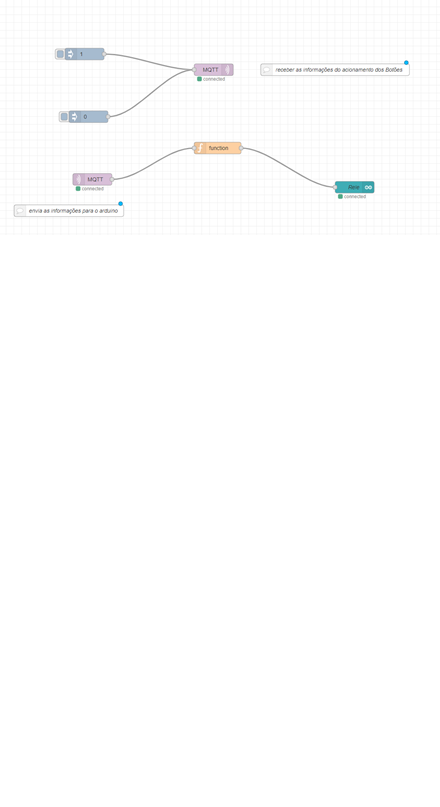 1
MQTT
connected
receber as informações do acionamento dos Botões
0
function
MQTT
connected
Rele
connected
envia as informações para o arduino